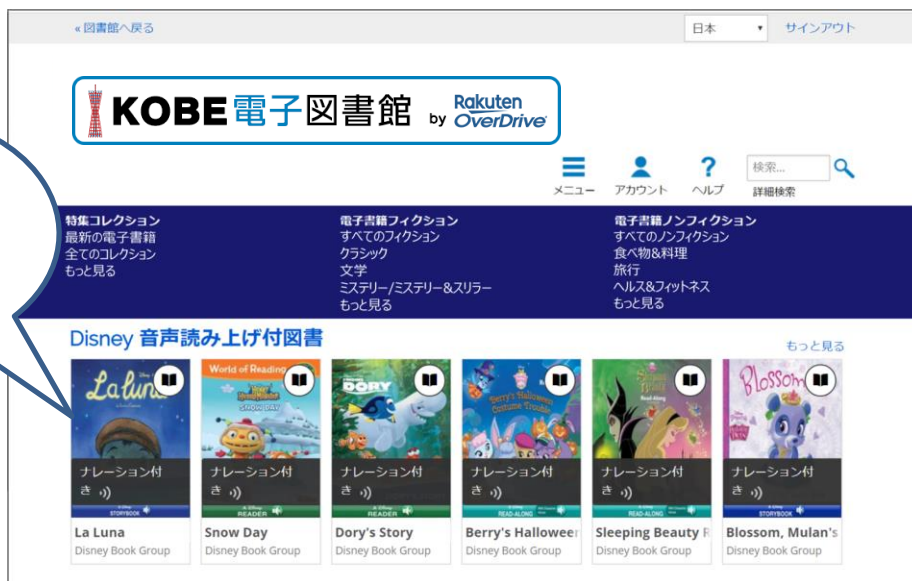 «図書館へ戻る
日本
サインアウト
KOBE電子図書館 by Rakuten OverDrive
メニュー
アカウント
ヘルプ
検索...
詳細検索
特集コレクション
最新の電子書籍
全てのコレクション
もっと見る
電子書籍フィクション
すべてのフィクション
クラシック
文学
ミステリー/ミステリー&スリラー
もっと見る
電子書籍ノンフィクション
すべてのノンフィクション
食べ物&料理
旅行
ヘルス&フィットネス
もっと見る
Disney 音声読み上げ付図書
もっと見る
La Luna
ナレーション付
き
STORYBOOK
La Luna
Disney Book Group
World of Reading
SNOW DAY
ナレーション付
き
READER
Snow Day
Disney Book Group
DORY
ナレーション付
き
READER
Dory's Story
Disney Book Group
Berry's Halloween
Costume Trouble
ナレーション付
き
READ-ALONG
Berry's Halloweer
Disney Book Group
Sleeping
Beauty
Read-Along
ナレーション付
き
READ-ALONG
Sleeping Beauty R
Disney Book Group
Blossom
ナレーション付
き
STORYBOOK
Blossom, Mulan's
Disney Book Group